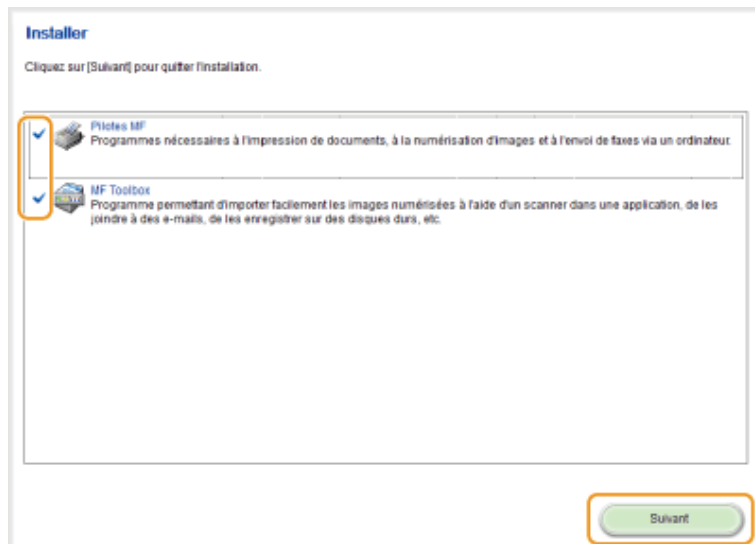 Installer
Cliquez sur [Suivant] pour quitter l'installation.
Pilotes MF
Programmes nécessaires à l'impression de documents, à la numérisation d'images et à l'envoi de faxes via un ordinateur.
MF Toolbox
Programme permettant d'importer facilement les images numérisées à l'aide d'un scanner dans une application, de les
joindre à des e-mails, de les enregistrer sur des disques durs, etc.
Suivant